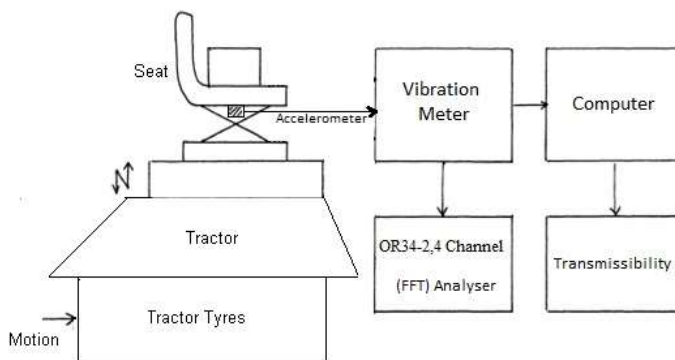 Seat
Accelerometer
Vibration
Meter
Computer
Tractor
OR34-2,4 Channel
(FFT) Analyser
Transmissibility
Tractor Tyres
Motion